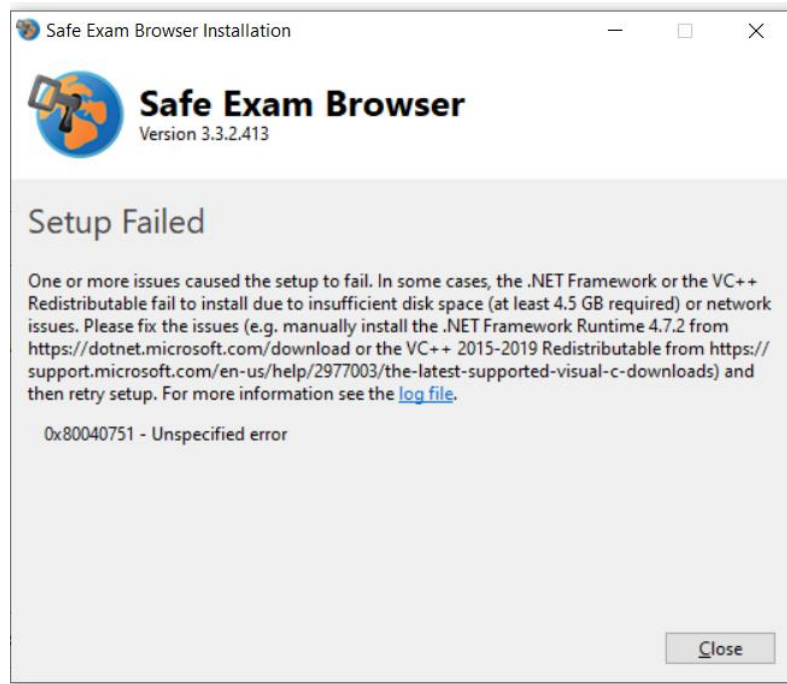 Safe Exam Browser Installation
Safe Exam Browser
Version 3.3.2.413
Setup Failed
One or more issues caused the setup to fail. In some cases, the .NET Framework or the VC++
Redistributable fail to install due to insufficient disk space (at least 4.5 GB required) or network
issues. Please fix the issues (e.g. manually install the .NET Framework Runtime 4.7.2 from
https://dotnet.microsoft.com/download or the VC++ 2015-2019 Redistributable from https://
support.microsoft.com/en-us/help/2977003/the-latest-supported-visual-c-downloads) and
then retry setup. For more information see the log file.
0x80040751 - Unspecified error
Close